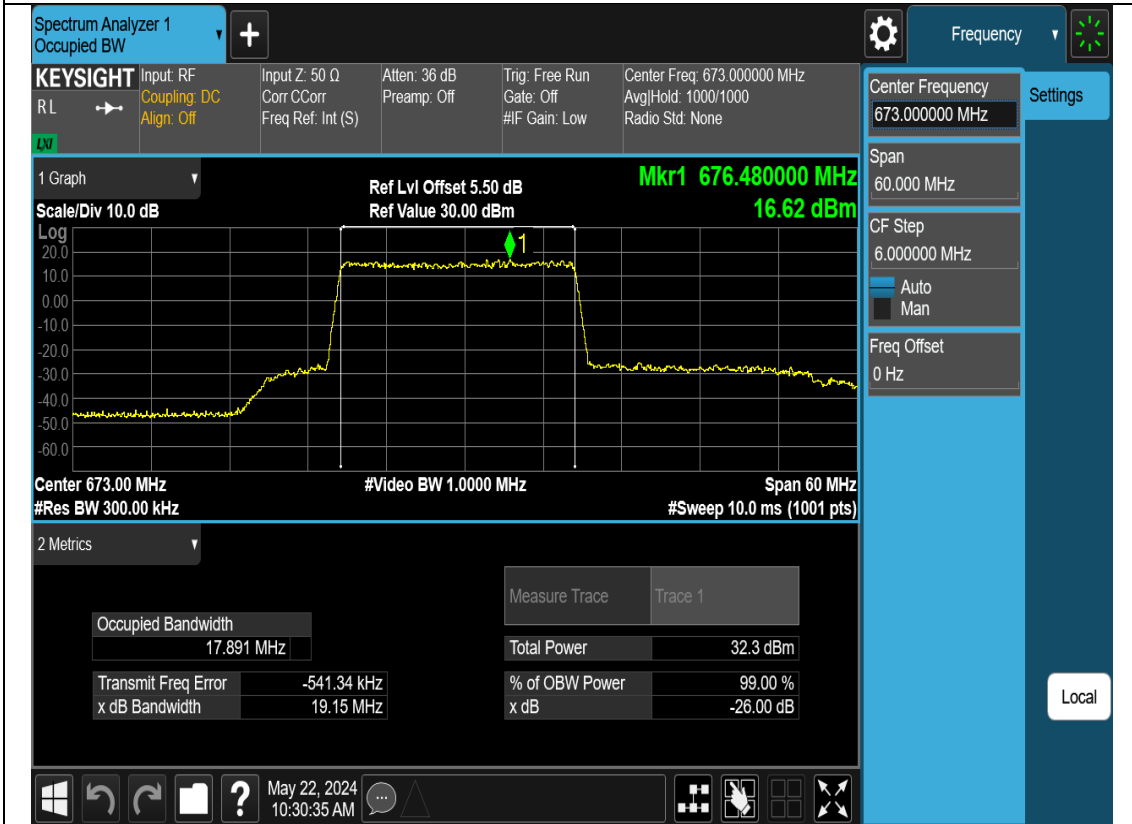 Spectrum Analyzer 1
Occupied BW
Frequency
KEYSIGHT
RL
LXI
Input: RF
Coupling: DC
Align: Off
Input Z: 50 Ω
Corr CCorr
Freq Ref: Int (S)
Atten: 36 dB
Preamp: Off
Trig: Free Run
Gate: Off
#IF Gain: Low
Center Freq: 673.000000 MHz
Avg|Hold: 1000/1000
Radio Std: None
Center Frequency
673.000000 MHz
Settings
Span
60.000 MHz
CF Step
6.000000 MHz
Auto
Man
Freq Offset
0 Hz
1 Graph
Scale/Div 10.0 dB
Ref Lvl Offset 5.50 dB
Ref Value 30.00 dBm
Mkr1 676.480000 MHz
16.62 dBm
Log
1
20.0
10.0
0.00
-10.0
-20.0
-30.0
-40.0
-50.0
-60.0
Center 673.00 MHz
#Res BW 300.00 kHz
#Video BW 1.0000 MHz
Span 60 MHz
#Sweep 10.0 ms (1001 pts)
2 Metrics
Measure Trace Trace 1
Occupied Bandwidth
17.891 MHz
Total Power 32.3 dBm
Transmit Freq Error -541.34 kHz
% of OBW Power 99.00 %
x dB Bandwidth 19.15 MHz
x dB -26.00 dB
Local
?
May 22, 2024
10:30:35 AM